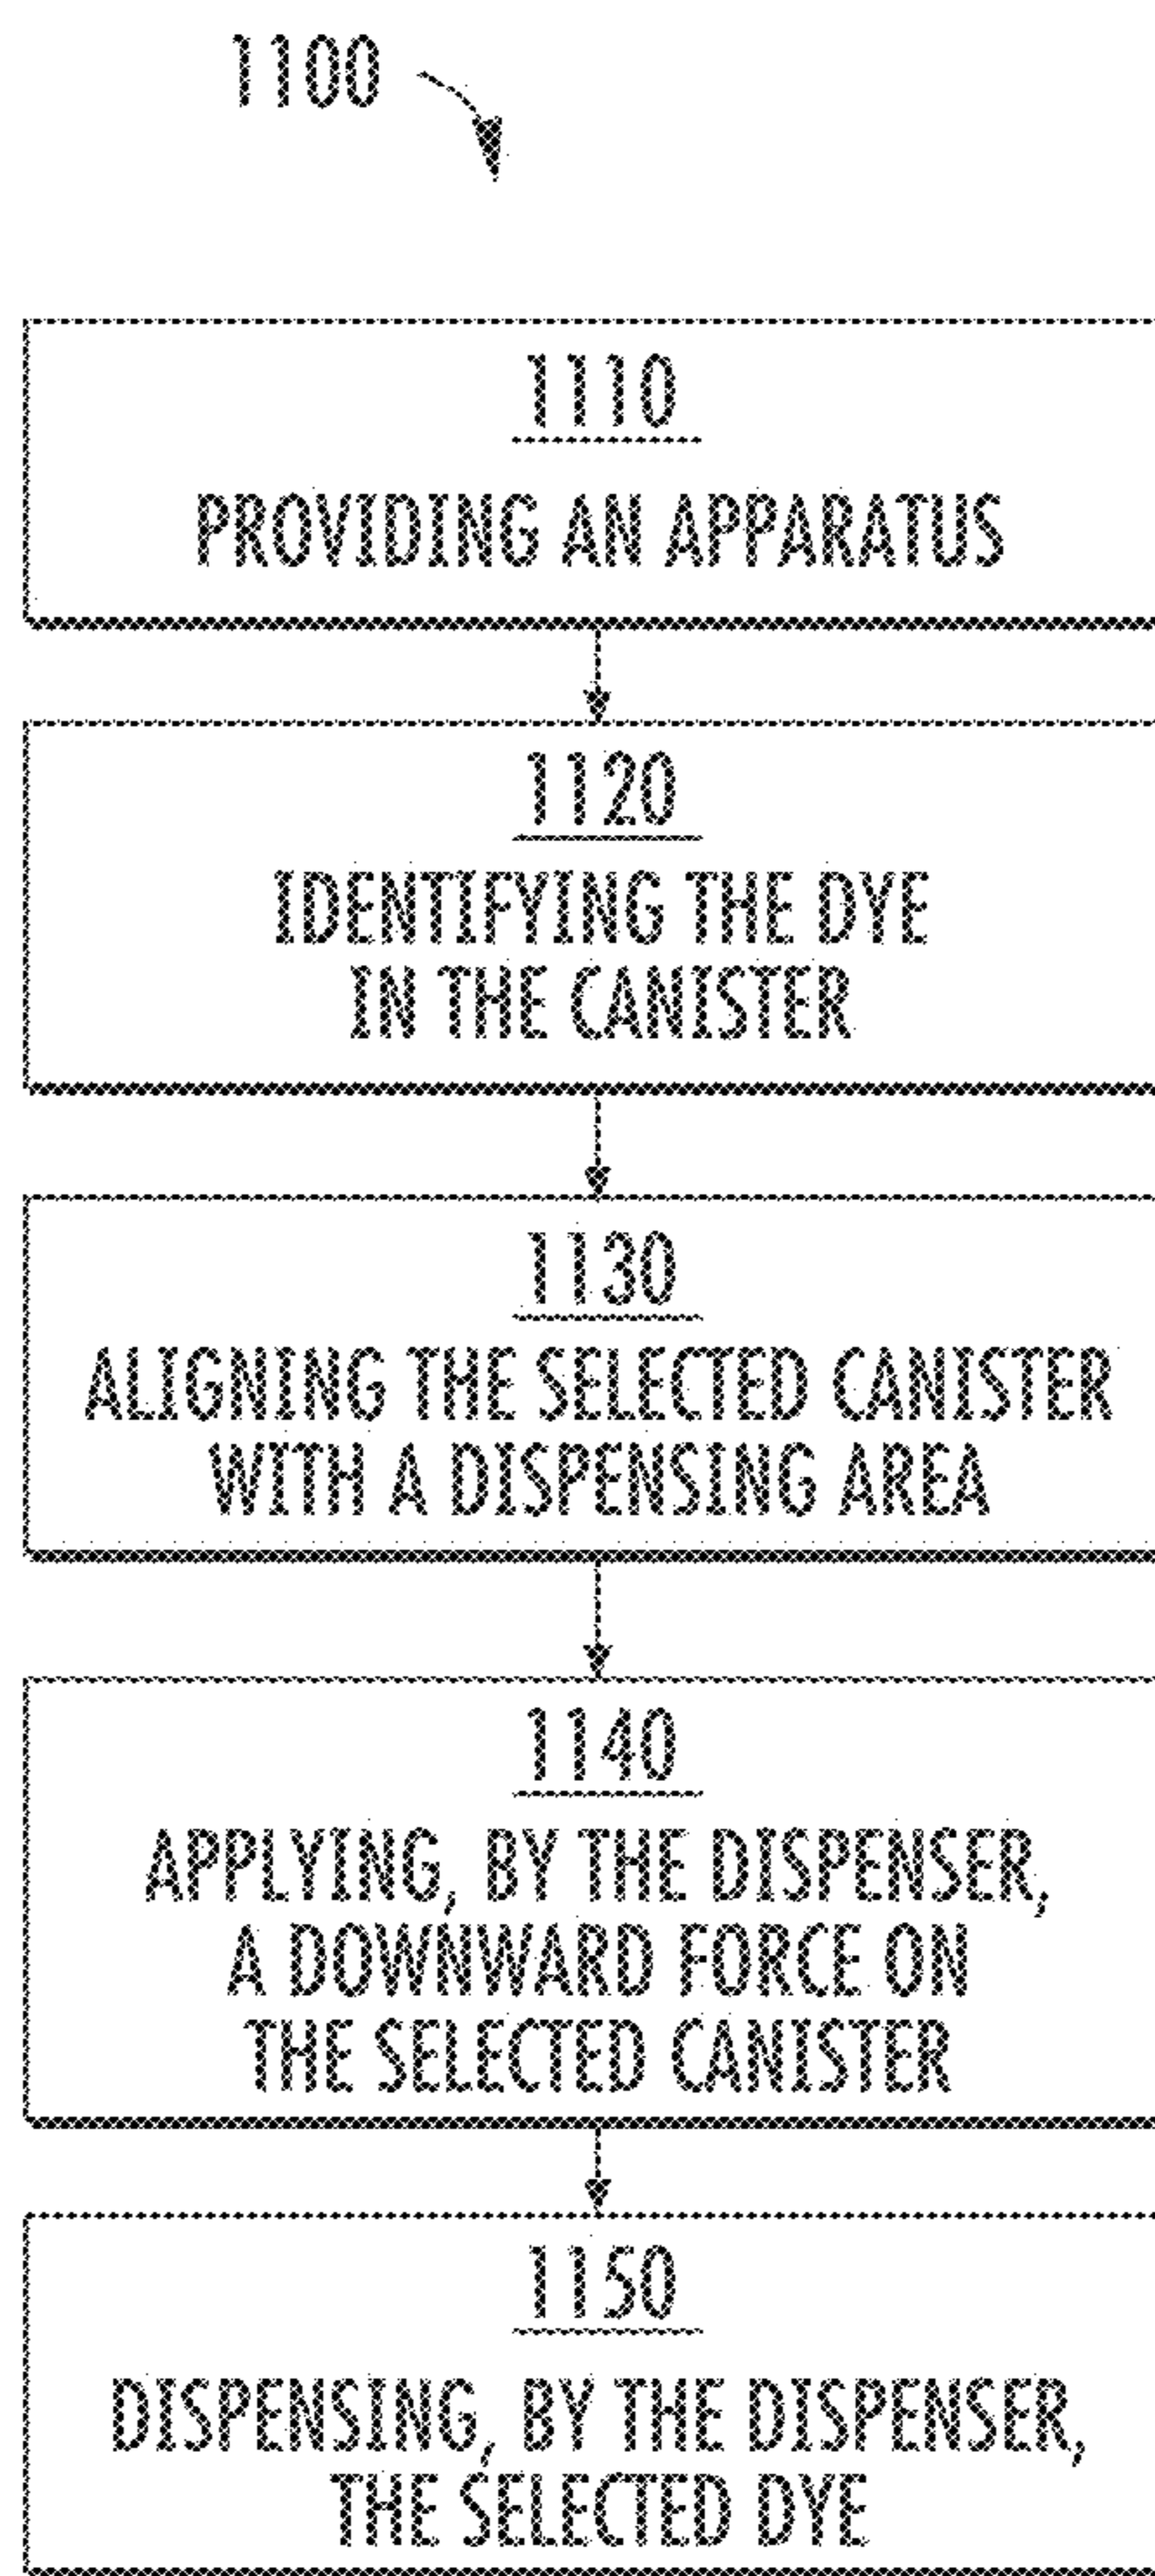 1100
1110
PROVIDING AN APPARATUS
1120
IDENTIFYING THE DYE
IN THE CANISTER
1130
ALIGNING THE SELECTED CANISTER
WITH A DISPENSING AREA
1140
APPLYING, BY THE DISPENSER,
A DOWNWARD FORCE ON
THE SELECTED CANISTER
1150
DISPENSING, BY THE DISPENSER,
THE SELECTED DYE